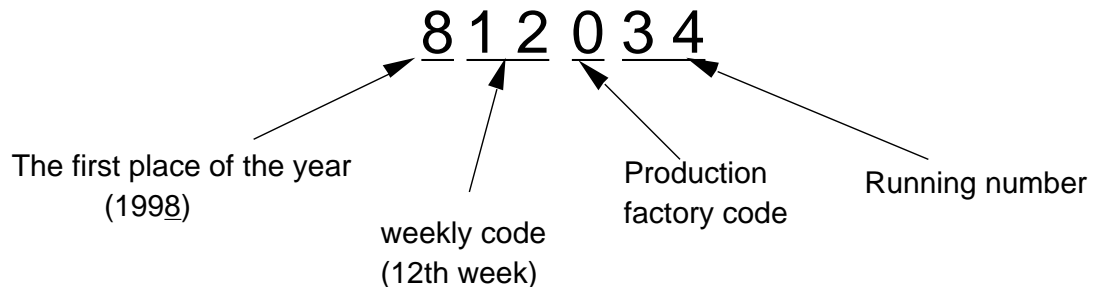 8 1 2 0 3 4
The first place of the year
(1998)
weekly code
(12th week)
Production
factory code
Running number